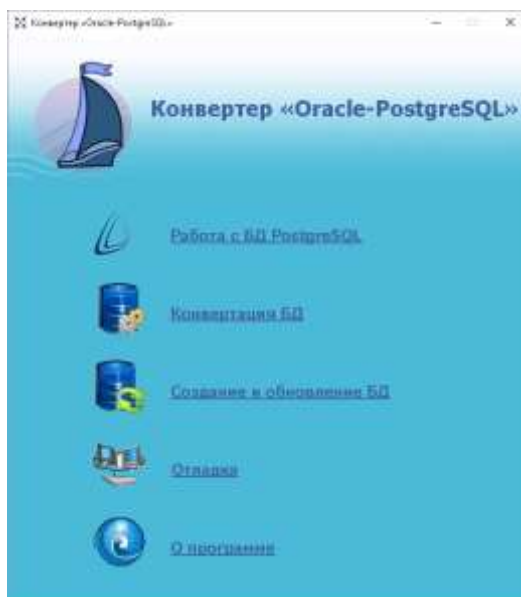 Конвертер «Oracle-PostgreSQL»
Конвертер «Oracle-PostgreSQL»
Работа с БД PostgreSQL
Конвертация БД
Создание и обновление БД
Отладка
О программе